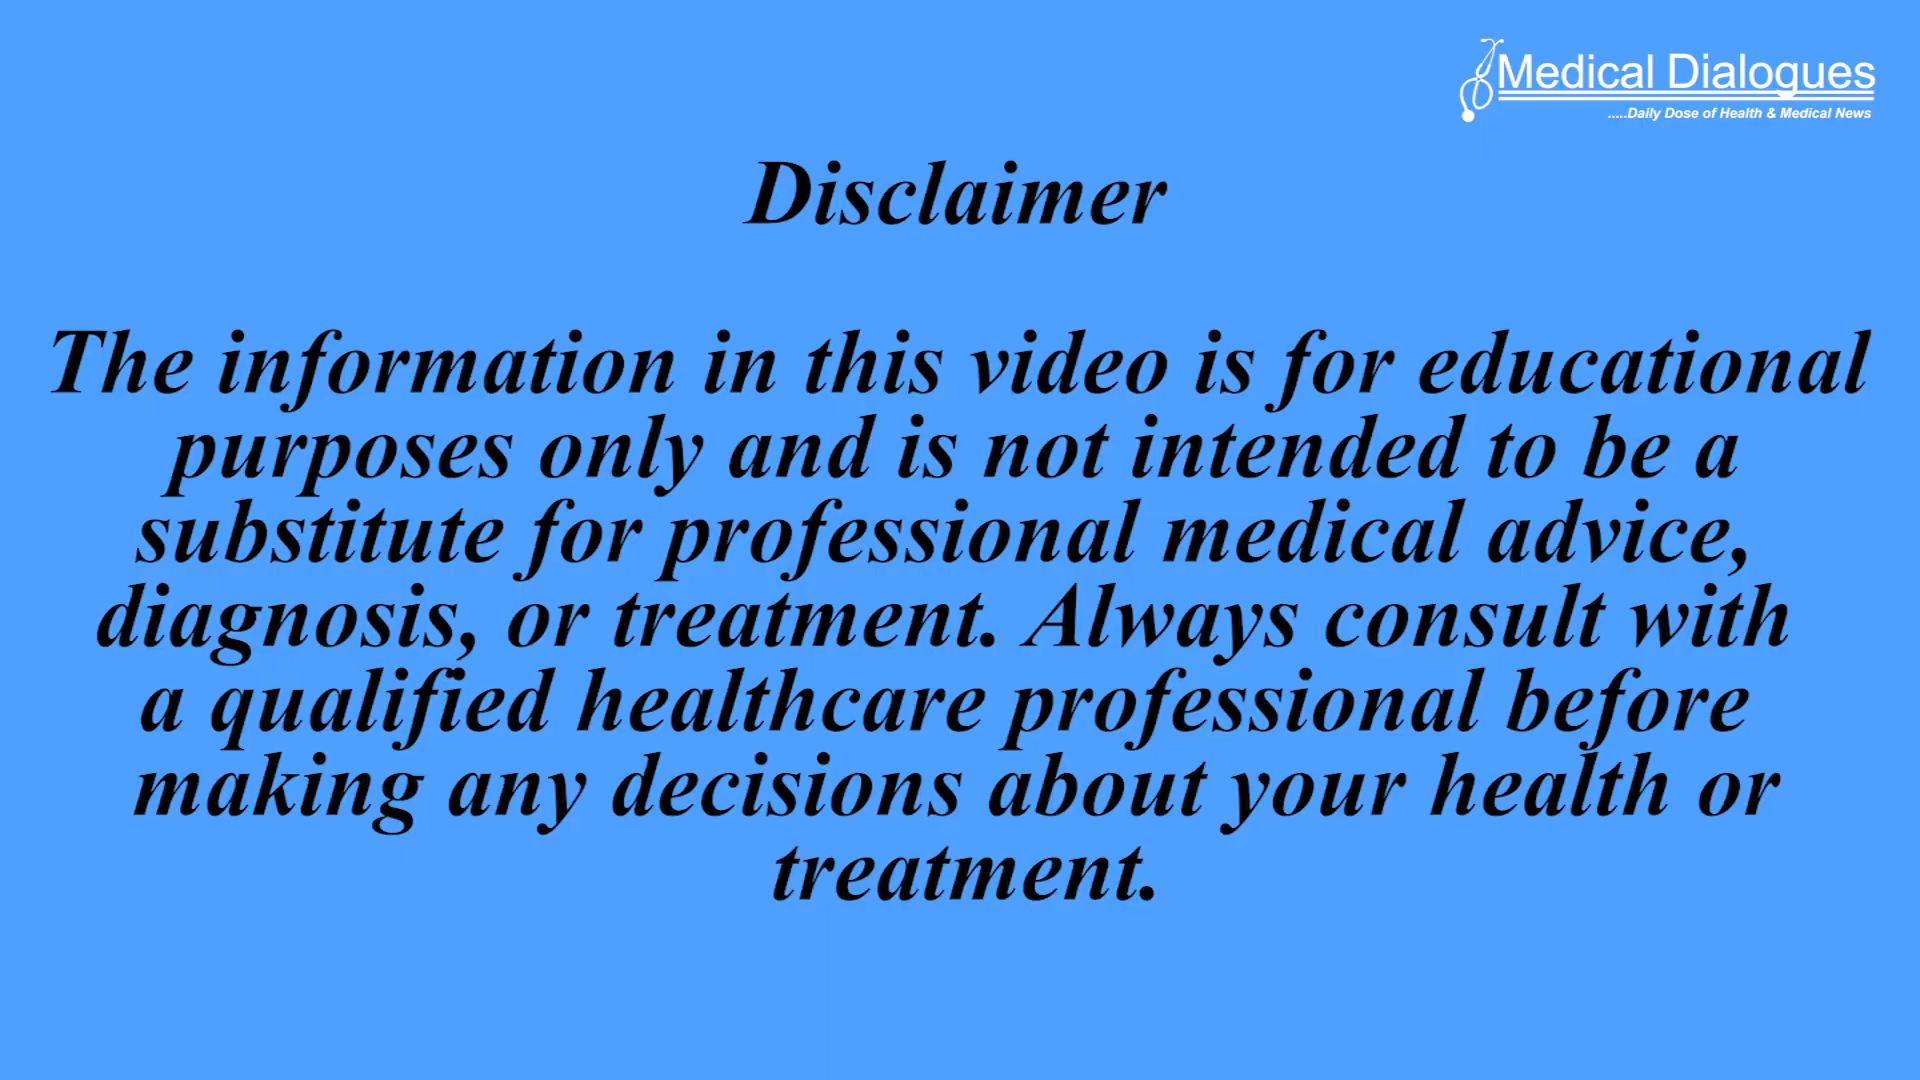 Medical Dialogues
.....Daily Dose of Health & Medical News
Disclaimer
The information in this video is for educational
purposes only and is not intended to be a
substitute for professional medical advice,
diagnosis, or treatment. Always consult with
a qualified healthcare professional before
making any decisions about your health or
treatment.